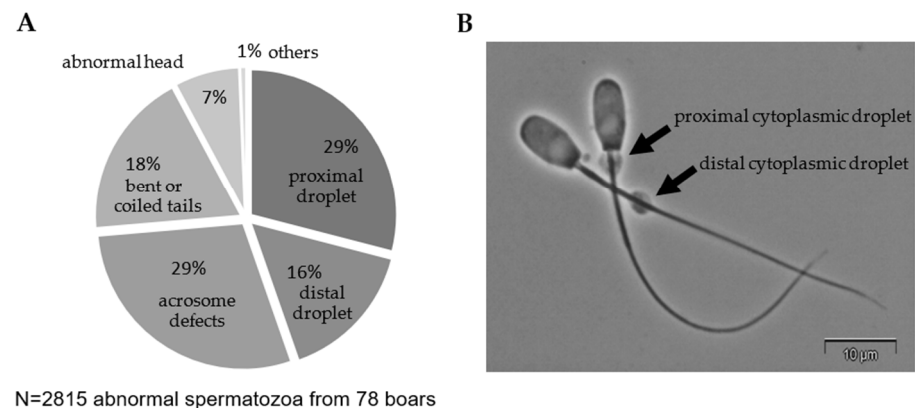 A
1% others
abnormal head
7%
29%
proximal
droplet
16%
distal
droplet
29%
acrosome
defects
18%
bent or
coiled tails
N=2815 abnormal spermatozoa from 78 boars
B
proximal cytoplasmic droplet
distal cytoplasmic droplet
10 µm